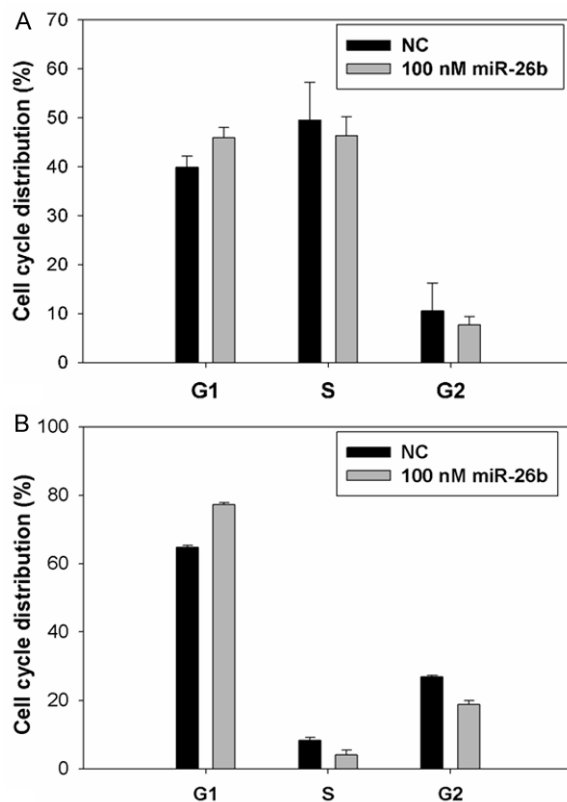 A
Cell cycle distribution (%)
70
60
50
40
30
20
10
0
NC
100 nM miR-26b
G1 S G2
B
Cell cycle distribution (%)
100
80
60
40
20
0
NC
100 nM miR-26b
G1 S G2